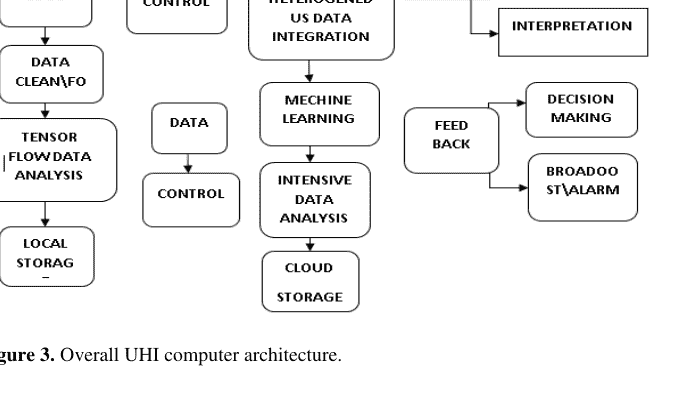 CONTROL
US DATA
INTEGRATION
INTERPRETATION
DATA
CLEAN\FO
TENSOR
FLOW DATA
ANALYSIS
LOCAL
STORAG
DATA
CONTROL
MECHINE
LEARNING
INTENSIVE
DATA
ANALYSIS
CLOUD
STORAGE
FEED
BACK
DECISION
MAKING
BROADOO
ST\ALARM
gure 3. Overall UHI computer architecture.